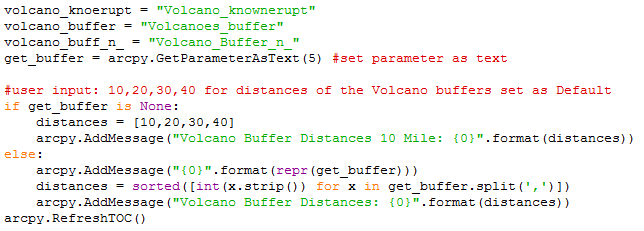 volcano_knoerupt = "Volcano_knownerupt"
volcano_buffer = "Volcanoes_buffer"
volcano_buff_n_ = "Volcano_Buffer_n_"
get_buffer = arcpy.GetParameterAsText(5) #set parameter as text
#user input: 10,20,30,40 for distances of the Volcano buffers set as Default
if get_buffer is None:
    distances = [10,20,30,40]
    arcpy.AddMessage("Volcano Buffer Distances 10 Mile: {0}".format(distances))
else:
    arcpy.AddMessage("{0}".format(repr(get_buffer)))
    distances = sorted([int(x.strip()) for x in get_buffer.split(',')])
    arcpy.AddMessage("Volcano Buffer Distances: {0}".format(distances))
arcpy.RefreshTOC()